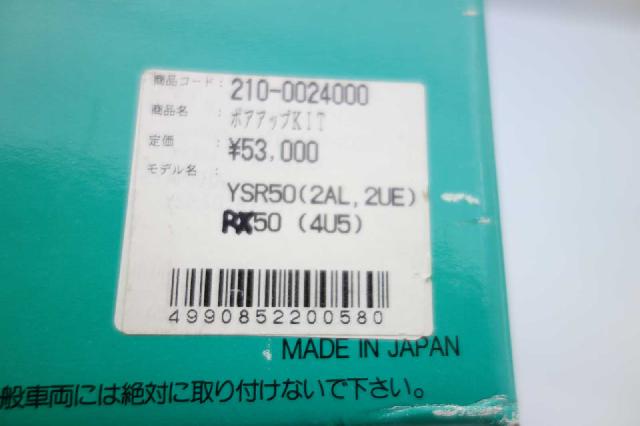 商品コード : 210-0024000
商品名 : ボアアップKIT
定価 : ¥53,000
モデル名 :
YSR50(2AL,2UE)
RX50 (4U5)
4990852200580
MADE IN JAPAN
般車両には絶対に取り付けないで下さい。